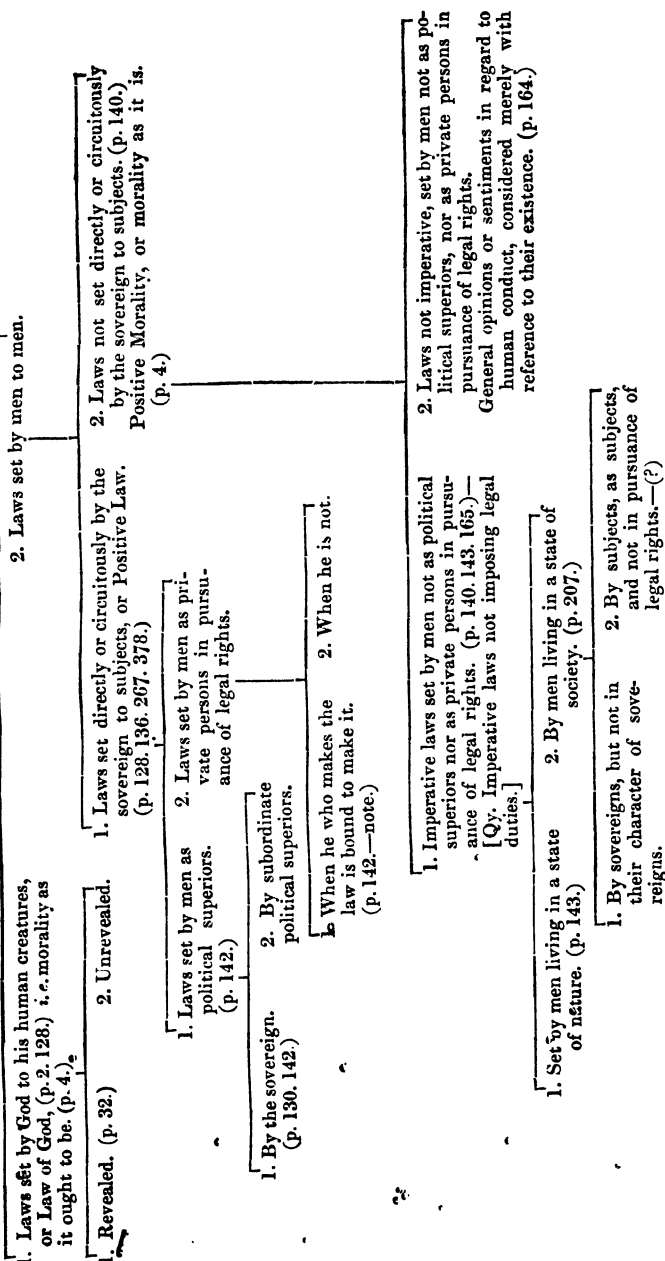 1. Laws set by God to his human creatures,
or Law of God, (p. 2. 128.) i.e. morality as
it ought to be. (p. 4.)
2. Laws set by men to men.
1. Revealed. (p. 32.)
2. Unrevealed.
1. Laws set directly or circuitously by the
sovereign to subjects, or Positive Law.
(p. 128. 136. 267. 378.)
2. Laws not set directly or circuitously
by the sovereign to subjects. (p. 140.)
Positive Morality, or morality as it is.
(p. 4.)
1. Laws set by men as
political superiors.
(p. 142.)
2. Laws set by men as pri-
vate persons in pursu-
ance of legal rights.
1. By the sovereign.
(p. 130. 142.)
2. By subordinate
political superiors.
1. When he who makes the
law is bound to make it.
(p. 142.—note.)
2. When he is not.
1. Imperative laws set by men not as political
superiors nor as private persons in pursu-
ance of legal rights. (p. 140. 143. 165.)—
[Qy. Imperative laws not imposing legal
duties.]
2. Laws not imperative, set by men not as po-
litical superiors, nor as private persons in
pursuance of legal rights.
General opinions or sentiments in regard to
human conduct, considered merely with
reference to their existence. (p. 164.)
1. Set by men living in a state
of nature. (p. 143.)
2. By men living in a state of
society. (p. 207.)
1. By sovereigns, but not in
their character of sove-
reigns.
2. By subjects, as subjects,
and not in pursuance of
legal rights.—(?)